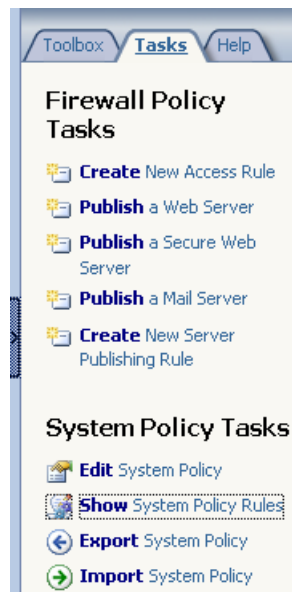 Toolbox Tasks Help
Firewall Policy
Tasks
Create New Access Rule
Publish a Web Server
Publish a Secure Web
Server
Publish a Mail Server
Create New Server
Publishing Rule
System Policy Tasks
Edit System Policy
Show System Policy Rules
Export System Policy
Import System Policy